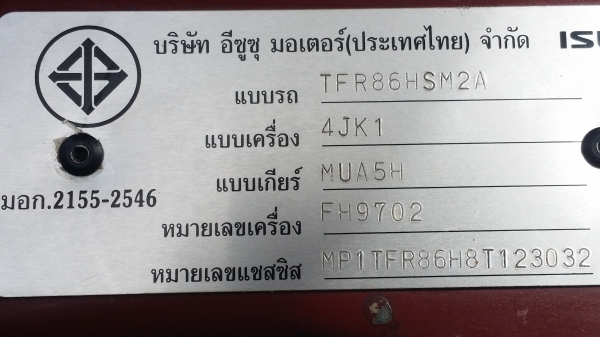 บริษัท อีซูซุ มอเตอร์(ประเทศไทย) จำกัด
แบบรถ TFR86HSM2A
แบบเครื่อง 4JK1
แบบเกียร์ MUA5H
มอก.2155-2546
หมายเลขเครื่อง FH9702
หมายเลขแชสซิส MP1TFR86H8T123032